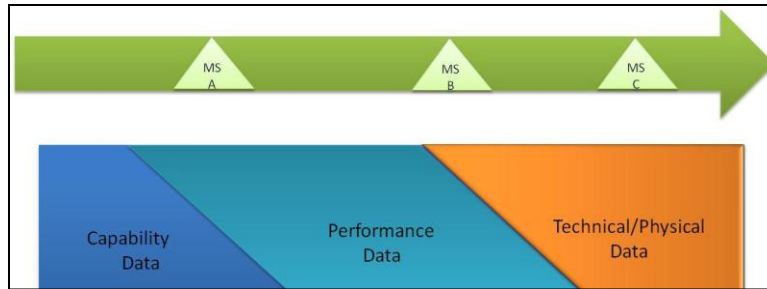 MS
A
MS
B
MS
C
Capability
Data
Performance
Data
Technical/Physical
Data